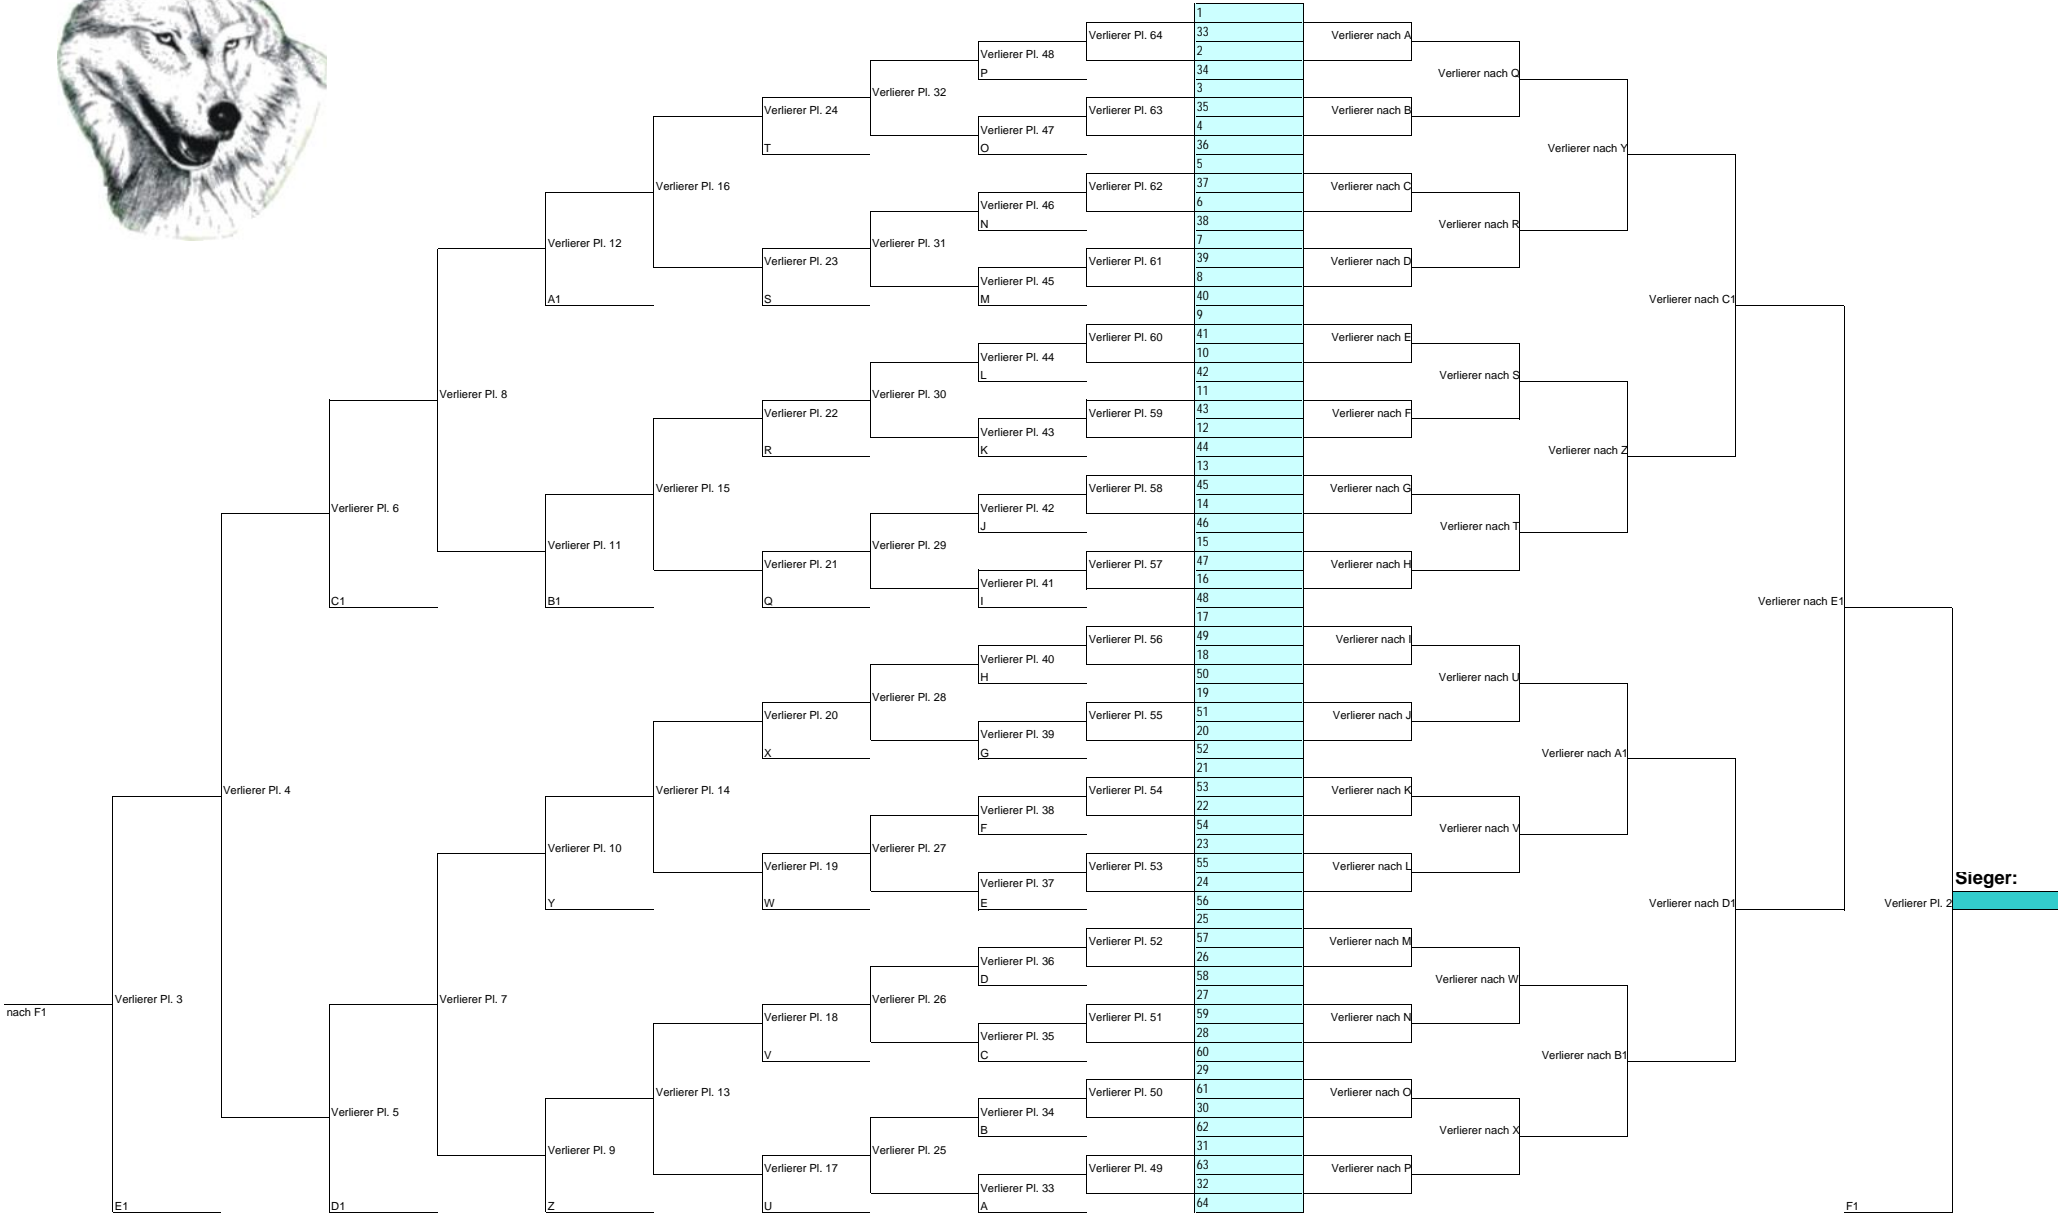 nach F1
Verlierer Pl. 3
E1
Verlierer Pl. 4
Verlierer Pl. 6
C1
Verlierer Pl. 5
D1
Verlierer Pl. 8
Verlierer Pl. 7
Verlierer Pl. 12
A1
Verlierer Pl. 11
B1
Verlierer Pl. 10
Y
Verlierer Pl. 9
Z
Verlierer Pl. 16
Verlierer Pl. 15
Verlierer Pl. 14
Verlierer Pl. 13
Verlierer Pl. 24
T
Verlierer Pl. 23
S
Verlierer Pl. 22
R
Verlierer Pl. 21
Q
Verlierer Pl. 20
X
Verlierer Pl. 19
W
Verlierer Pl. 18
V
Verlierer Pl. 17
U
Verlierer Pl. 32
Verlierer Pl. 31
Verlierer Pl. 30
Verlierer Pl. 29
Verlierer Pl. 28
Verlierer Pl. 27
Verlierer Pl. 26
Verlierer Pl. 25
Verlierer Pl. 48
P
Verlierer Pl. 47
O
Verlierer Pl. 46
N
Verlierer Pl. 45
M
Verlierer Pl. 44
L
Verlierer Pl. 43
K
Verlierer Pl. 42
J
Verlierer Pl. 41
I
Verlierer Pl. 40
H
Verlierer Pl. 39
G
Verlierer Pl. 38
F
Verlierer Pl. 37
E
Verlierer Pl. 36
D
Verlierer Pl. 35
C
Verlierer Pl. 34
B
Verlierer Pl. 33
A
Verlierer Pl. 64
Verlierer Pl. 63
Verlierer Pl. 62
Verlierer Pl. 61
Verlierer Pl. 60
Verlierer Pl. 59
Verlierer Pl. 58
Verlierer Pl. 57
Verlierer Pl. 56
Verlierer Pl. 55
Verlierer Pl. 54
Verlierer Pl. 53
Verlierer Pl. 52
Verlierer Pl. 51
Verlierer Pl. 50
Verlierer Pl. 49
1
33
2
34
3
35
4
36
5
37
6
38
7
39
8
40
9
41
10
42
11
43
12
44
13
45
14
46
15
47
16
48
17
49
18
50
19
51
20
52
21
53
22
54
23
55
24
56
25
57
26
58
27
59
28
60
29
61
30
62
31
63
32
64
Verlierer nach A
Verlierer nach B
Verlierer nach C
Verlierer nach D
Verlierer nach E
Verlierer nach F
Verlierer nach G
Verlierer nach H
Verlierer nach I
Verlierer nach J
Verlierer nach K
Verlierer nach L
Verlierer nach M
Verlierer nach N
Verlierer nach O
Verlierer nach P
Verlierer nach Q
Verlierer nach R
Verlierer nach S
Verlierer nach T
Verlierer nach U
Verlierer nach V
Verlierer nach W
Verlierer nach X
Verlierer nach Y
Verlierer nach Z
Verlierer nach A1
Verlierer nach B1
Verlierer nach C1
Verlierer nach D1
Verlierer nach E1
Verlierer Pl. 2
F1
Sieger: